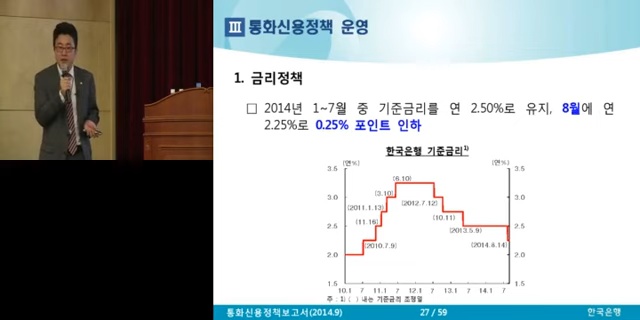 Ⅲ 통화신용정책 운영
1. 금리정책
□ 2014년 1~7월 중 기준금리를 연 2.50%로 유지, 8월에 연
2.25%로 0.25% 포인트 인하
한국은행 기준금리1)
(연%) (연%)
3.5 3.5
(6.10)
(3.10) (2012.7.12)
3.0 3.0
(2011.1.13)
(11.16) (10.11)
2.5 (2013.5.9) 2.5
(2010.7.9) (2014.8.14)
2.0 2.0
1.5 1.5
10.1 7 11.1 7 12.1 7 13.1 7 14.1 7
주 : 1) ( ) 내는 기준금리 조정일
통화신용정책보고서(2014.9) 27 / 59 한국은행